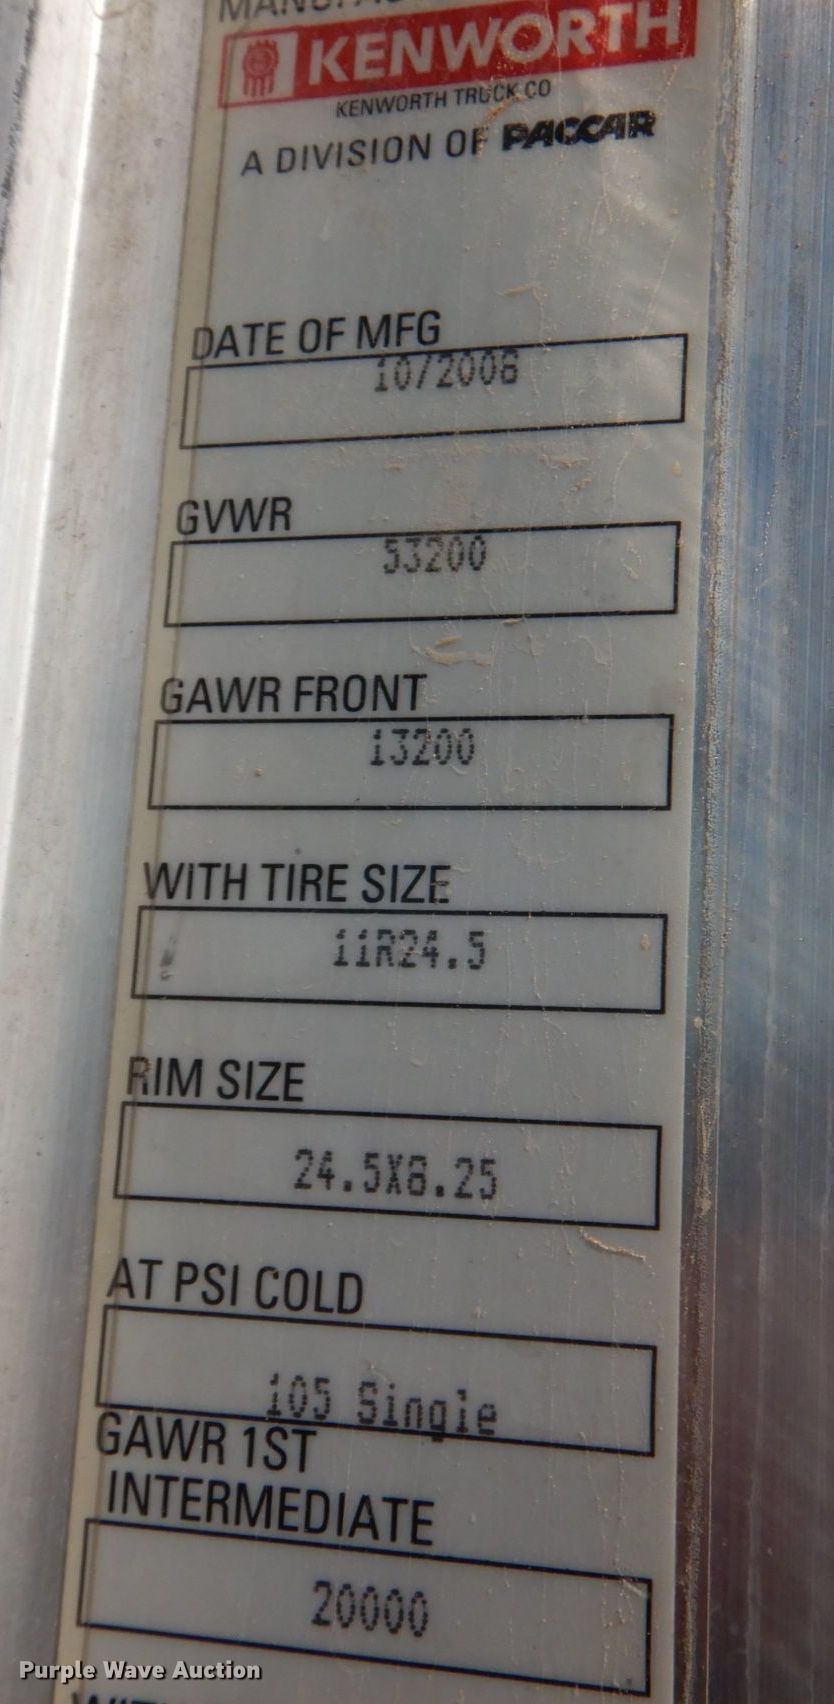 KENWORTH
KENWORTH TRUCK CO
A DIVISION OF PACCAR
DATE OF MFG
10/2006
GVWR
53200
GAWR FRONT
13200
WITH TIRE SIZE
11R24.5
RIM SIZE
24.5X8.25
AT PSI COLD
105 Single
GAWR 1ST
INTERMEDIATE
20000
Purple Wave Auction